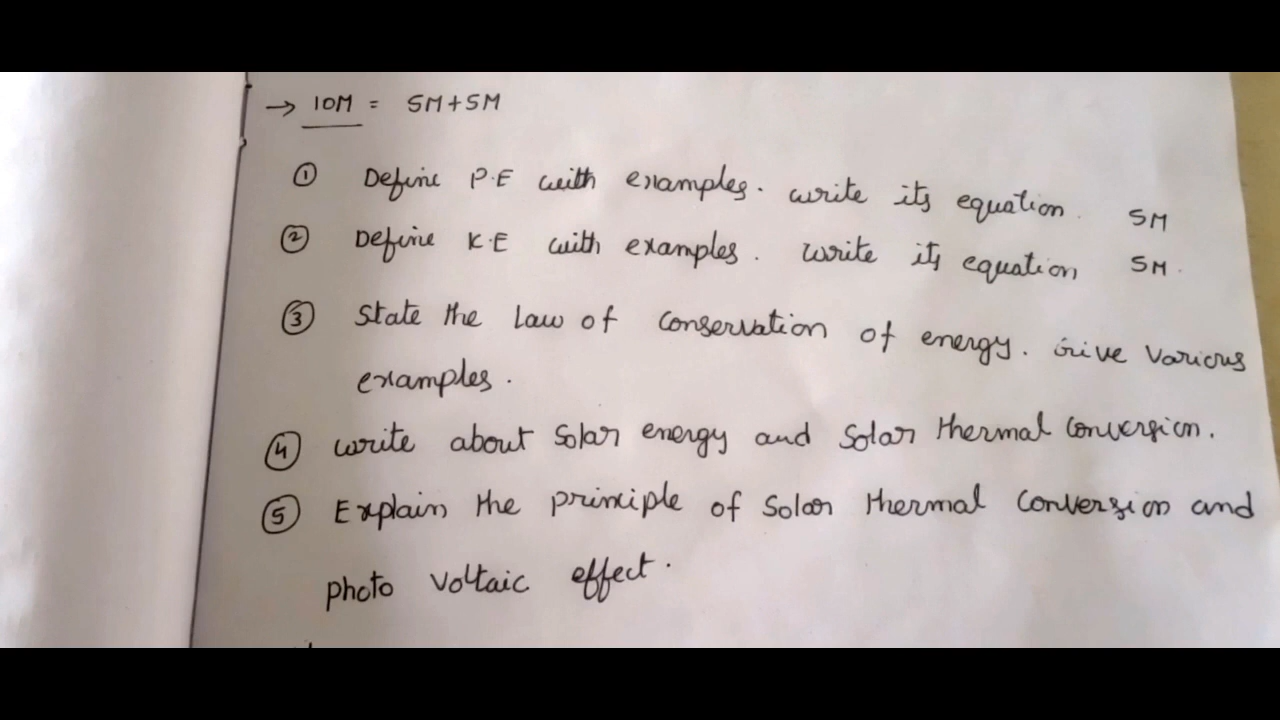 → 10M = 5M+5M
① Define P.E with examples. write its equation. 5M
② Define K.E with examples. write its equation 5M.
③ State the Law of conservation of energy. Give various
examples.
④ write about Solar energy and Solar thermal conversion.
⑤ Explain the principle of Solar thermal conversion and
photo voltaic effect.